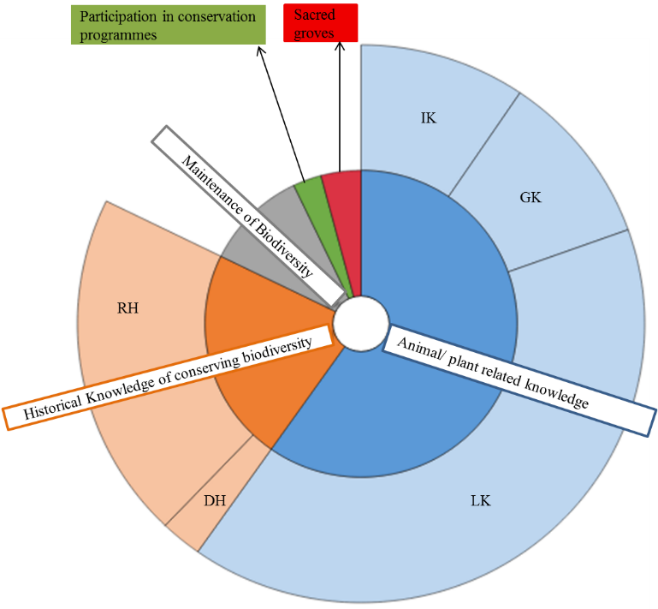 Participation in conservation
programmes
Sacred
groves
IK
GK
Maintenance of Biodiversity
RH
Historical Knowledge of conserving biodiversity
Animal/ plant related knowledge
DH
LK